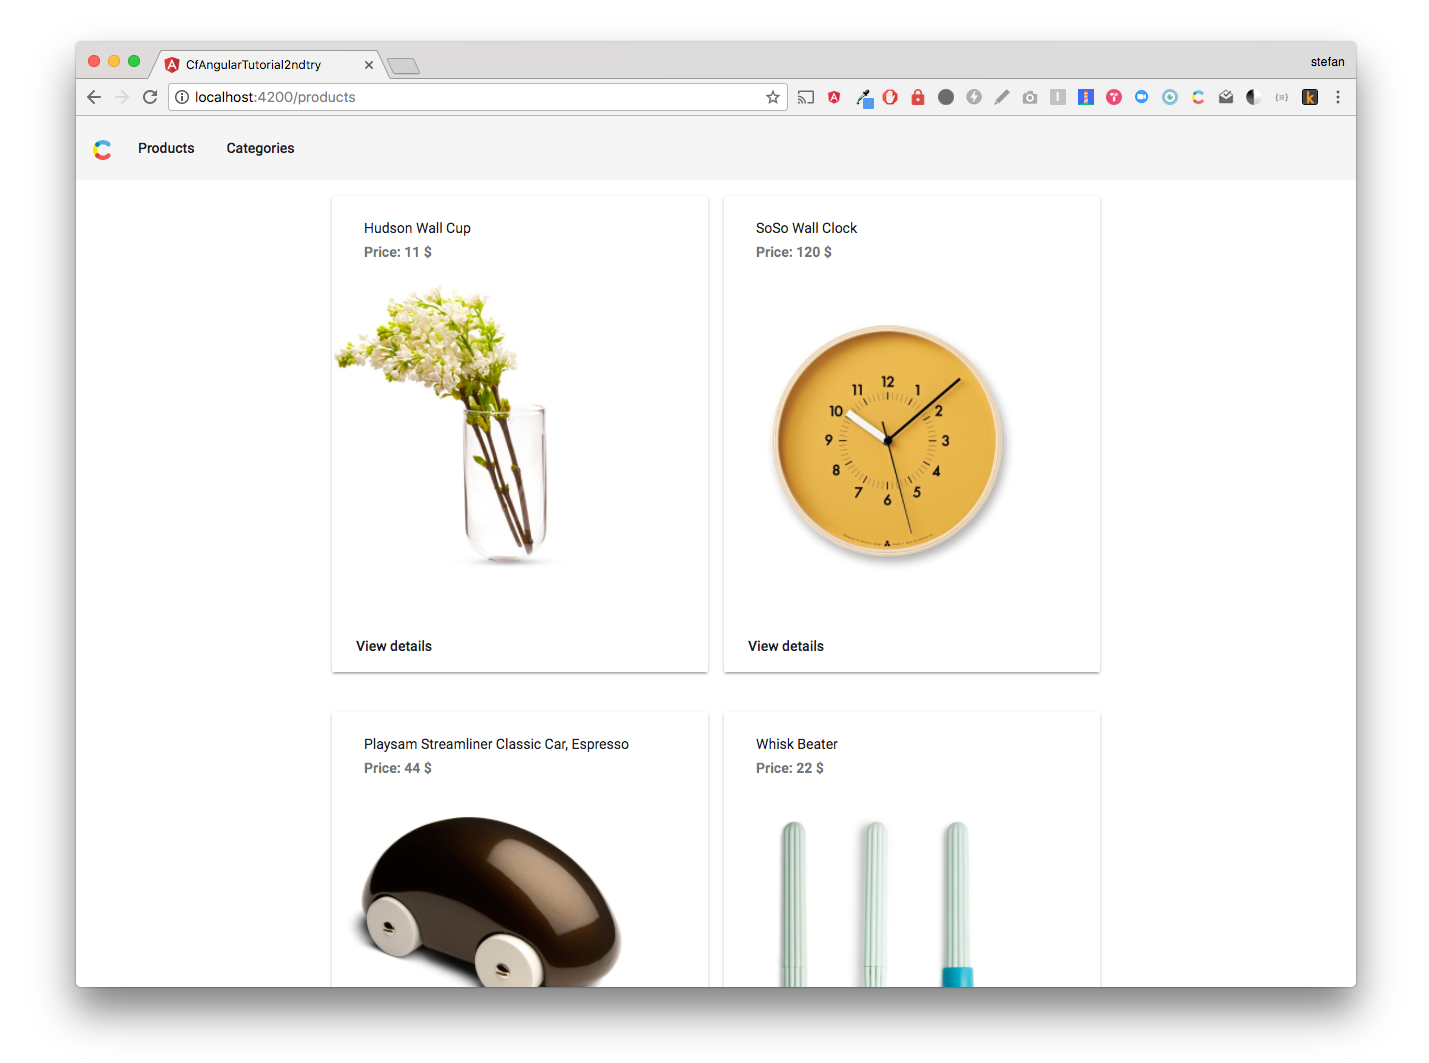 CfAngularTutorial2ndtry
stefan
localhost:4200/products
Products
Categories
Hudson Wall Cup
Price: 11 $
SoSo Wall Clock
Price: 120 $
12
1
2
3
4
5
6
7
8
9
10
11
View details
View details
Playsam Streamliner Classic Car, Espresso
Price: 44 $
Whisk Beater
Price: 22 $